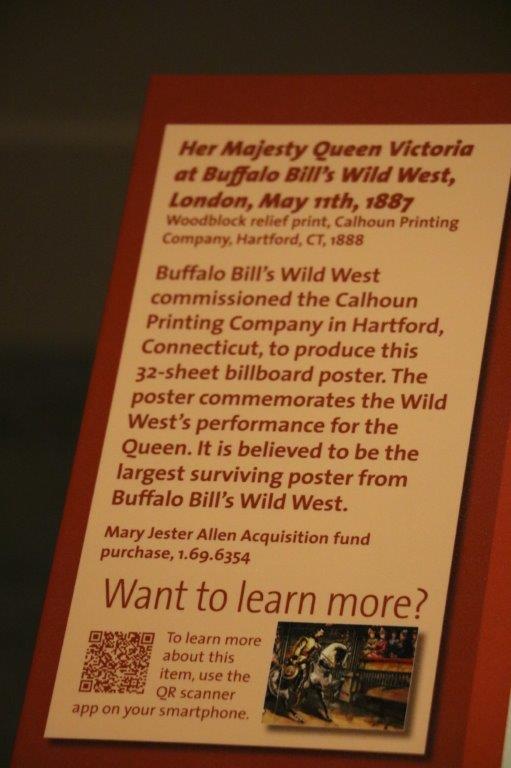 Her Majesty Queen Victoria
at Buffalo Bill's Wild West,
London, May 11th, 1887
Woodblock relief print, Calhoun Printing
Company, Hartford, CT, 1888
Buffalo Bill's Wild West
commissioned the Calhoun
Printing Company in Hartford,
Connecticut, to produce this
32-sheet billboard poster. The
poster commemorates the Wild
West's performance for the
Queen. It is believed to be the
largest surviving poster from
Buffalo Bill's Wild West.
Mary Jester Allen Acquisition fund
purchase, 1.69.6354
Want to learn more?
To learn more
about this
item, use the
QR scanner
app on your smartphone.